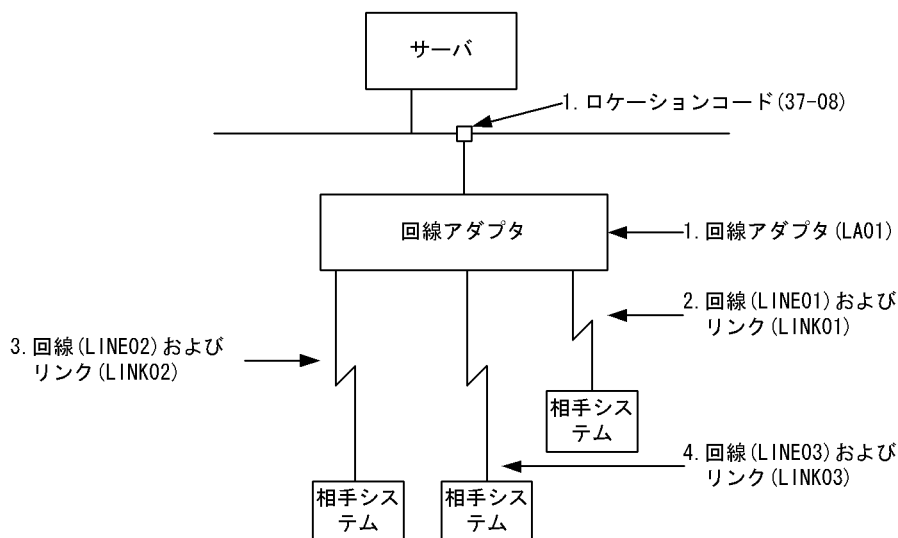 サーバ
1.ロケーションコード(37-08)
回線アダプタ
1.回線アダプタ(LA01)
2.回線(LINE01)および
リンク(LINK01)
3.回線(LINE02)および
リンク(LINK02)
相手シス
テム
4.回線(LINE03)および
リンク(LINK03)
相手シス
テム
相手シス
テム